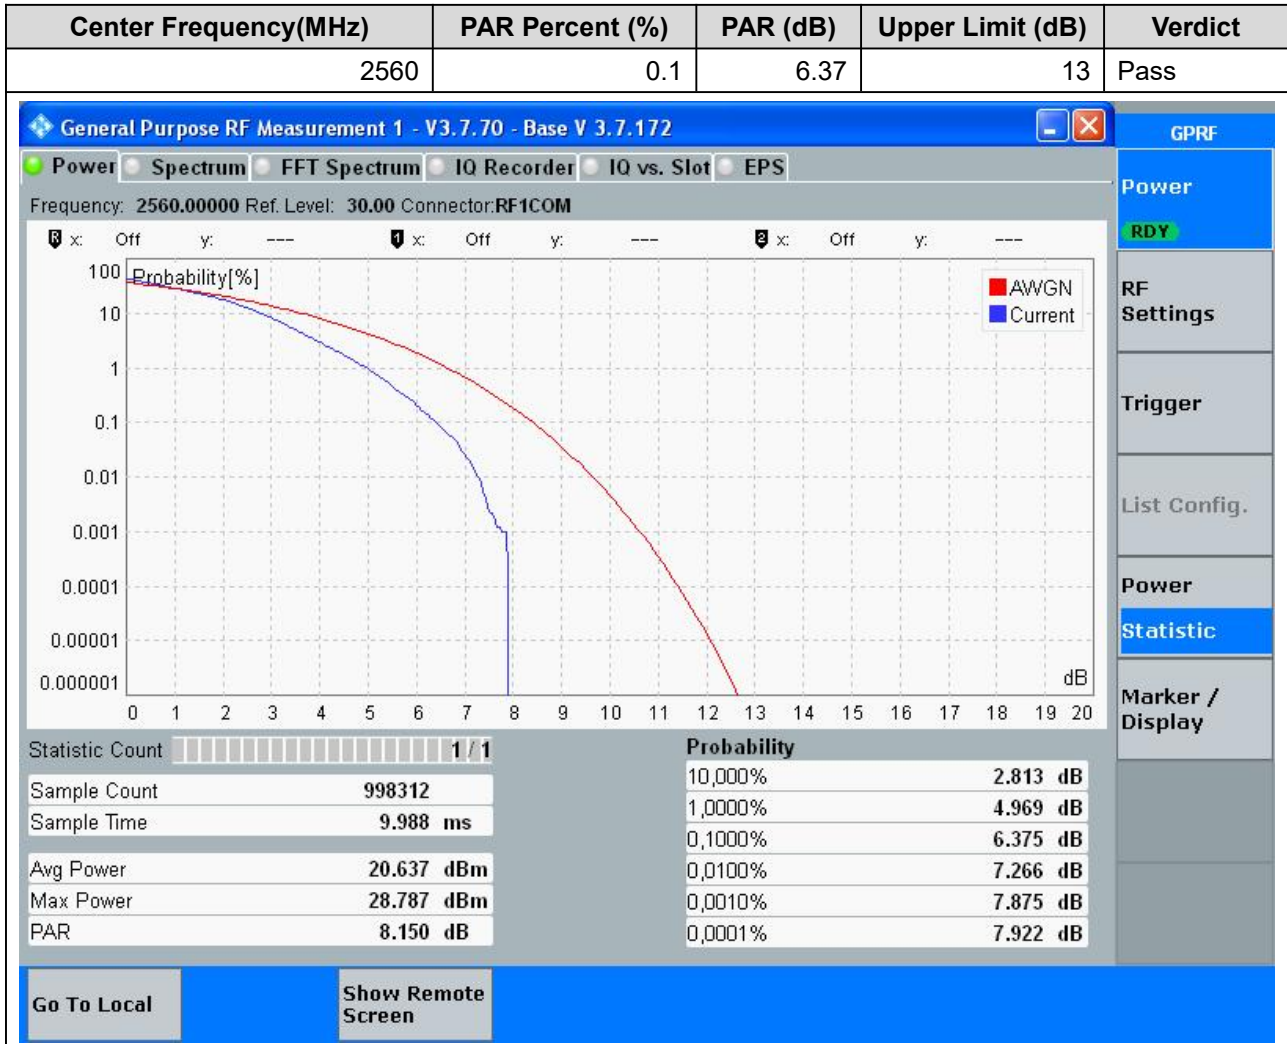 Center Frequency(MHz) PAR Percent (%) PAR (dB) Upper Limit (dB) Verdict
2560 0.1 6.37 13 Pass
General Purpose RF Measurement 1 - V3.7.70 - Base V 3.7.172
GPRF
Power Spectrum FFT Spectrum IQ Recorder IQ vs. Slot EPS
Frequency: 2560.00000 Ref. Level: 30.00 Connector:RF1COM
R x: Off y: --- 1 x: Off y: --- 2 x: Off y: ---
Probability[%]
AWGN
Current
100
10
1
0.1
0.01
0.001
0.0001
0.00001
0.000001
dB
0 1 2 3 4 5 6 7 8 9 10 11 12 13 14 15 16 17 18 19 20
Statistic Count 1 / 1
Sample Count 998312
Sample Time 9.988 ms
Avg Power 20.637 dBm
Max Power 28.787 dBm
PAR 8.150 dB
Probability
10,000% 2.813 dB
1,0000% 4.969 dB
0,1000% 6.375 dB
0,0100% 7.266 dB
0,0010% 7.875 dB
0,0001% 7.922 dB
Power
RDY
RF
Settings
Trigger
List Config.
Power
Statistic
Marker /
Display
Go To Local
Show Remote
Screen